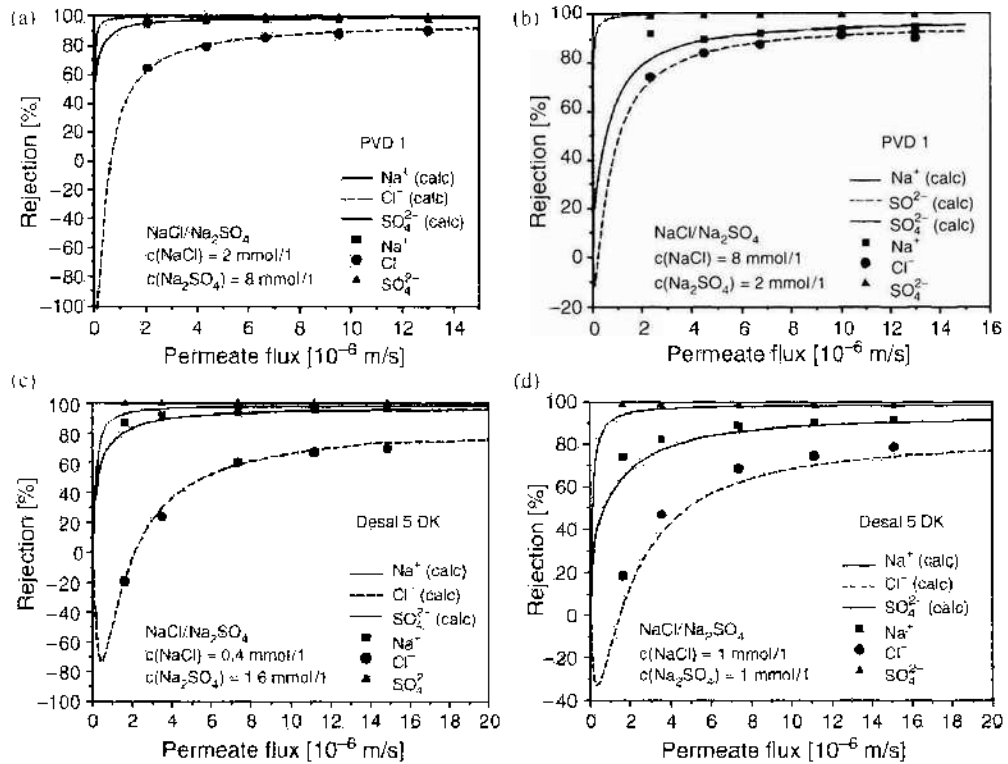 (a)
Rejection [%]
100
80
60
40
20
0
−20
−40
−60
−80
−100
PVD 1
Na⁺ (calc)
Cl⁻ (calc)
SO₄²⁻ (calc)
Na⁺
Cl
SO₄²⁻
NaCl/Na₂SO₄
c(NaCl) = 2 mmol/1
c(Na₂SO₄) = 8 mmol/1
0 2 4 6 8 10 12 14
Permeate flux [10⁻⁶ m/s]
(b)
Rejection [%]
100
80
60
40
20
0
−20
PVD 1
Na⁺ (calc)
SO²⁻ (calc)
SO₄²⁻ (calc)
Na⁺
Cl⁻
SO₄²⁻
NaCl/Na₂SO₄
c(NaCl) = 8 mmol/1
c(Na₂SO₄) = 2 mmol/1
0 2 4 6 8 10 12 14 16
Permeate flux [10⁻⁶ m/s]
(c)
Rejection [%]
100
80
60
40
20
0
−20
−40
−60
−80
−100
Desal 5 DK
Na⁺ (calc)
Cl⁻ (calc)
SO₄²⁻ (calc)
Na⁺
Cl⁻
SO₄²
NaCl/Na₂SO₄
c(NaCl) = 0,4 mmol/1
c(Na₂SO₄) = 1 6 mmol/1
0 2 4 6 8 10 12 14 16 18 20
Permeate flux [10⁻⁶ m/s]
(d)
Rejection [%]
100
80
60
40
20
0
−20
−40
Desal 5 DK
Na⁺ (calc)
Cl⁻ (calc)
SO₄²⁻ (calc)
Na⁺
Cl⁻
SO₄²⁻
NaCl/Na₂SO₄
c(NaCl) = 1 mmol/1
c(Na₂SO₄) = 1 mmol/1
0 2 4 6 8 10 12 14 16 18 20
Permeate flux [10⁻⁶ m/s]